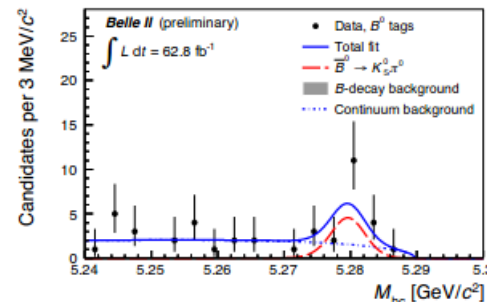 Belle II (preliminary)
∫ L dt = 62.8 fb⁻¹
Data, B⁰ tags
Total fit
B̅⁰ → K⁰ₛπ⁰
B-decay background
Continuum background
Candidates per 3 MeV/c²
25
20
15
10
5
0
5.24 5.25 5.26 5.27 5.28 5.29
M_bc [GeV/c²]